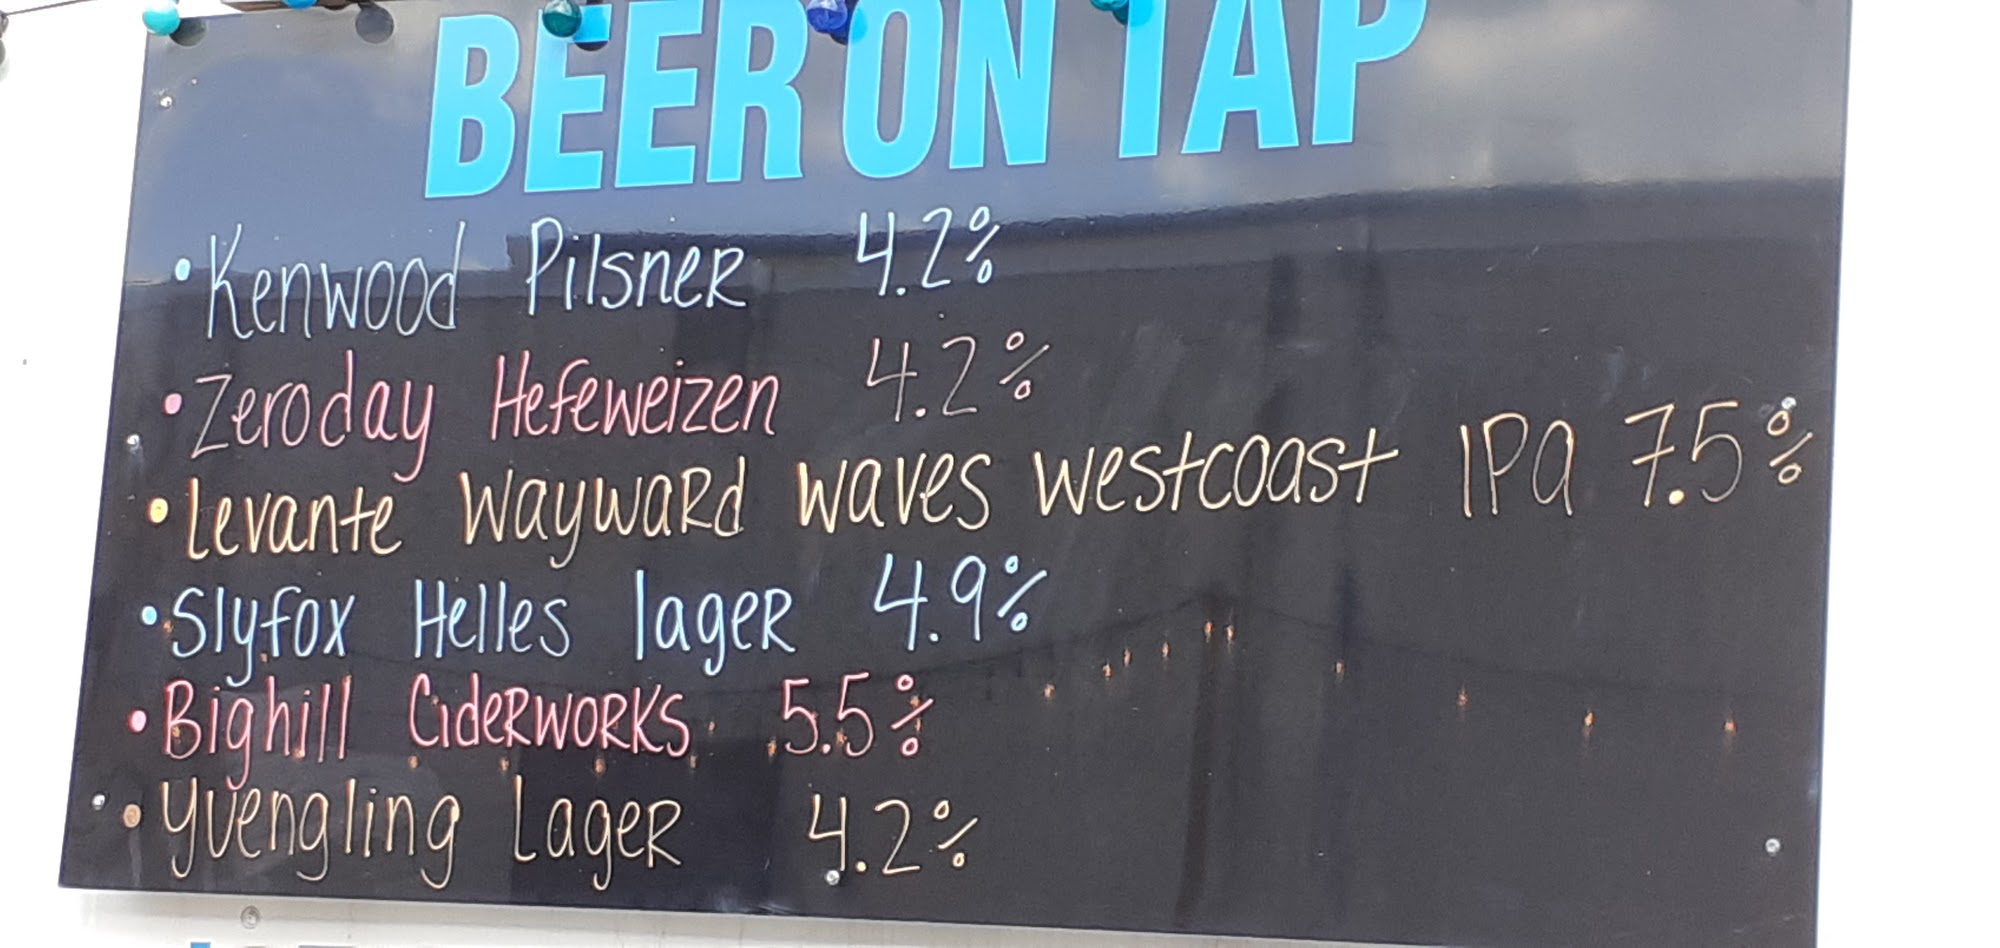 BEER ON TAP
• Kenwood Pilsner 4.2%
• Zeroday Hefeweizen 4.2%
• Levante Wayward waves westcoast IPA 7.5%
• Slyfox Helles lager 4.9%
• Bighill Ciderworks 5.5%
• Yuengling Lager 4.2%